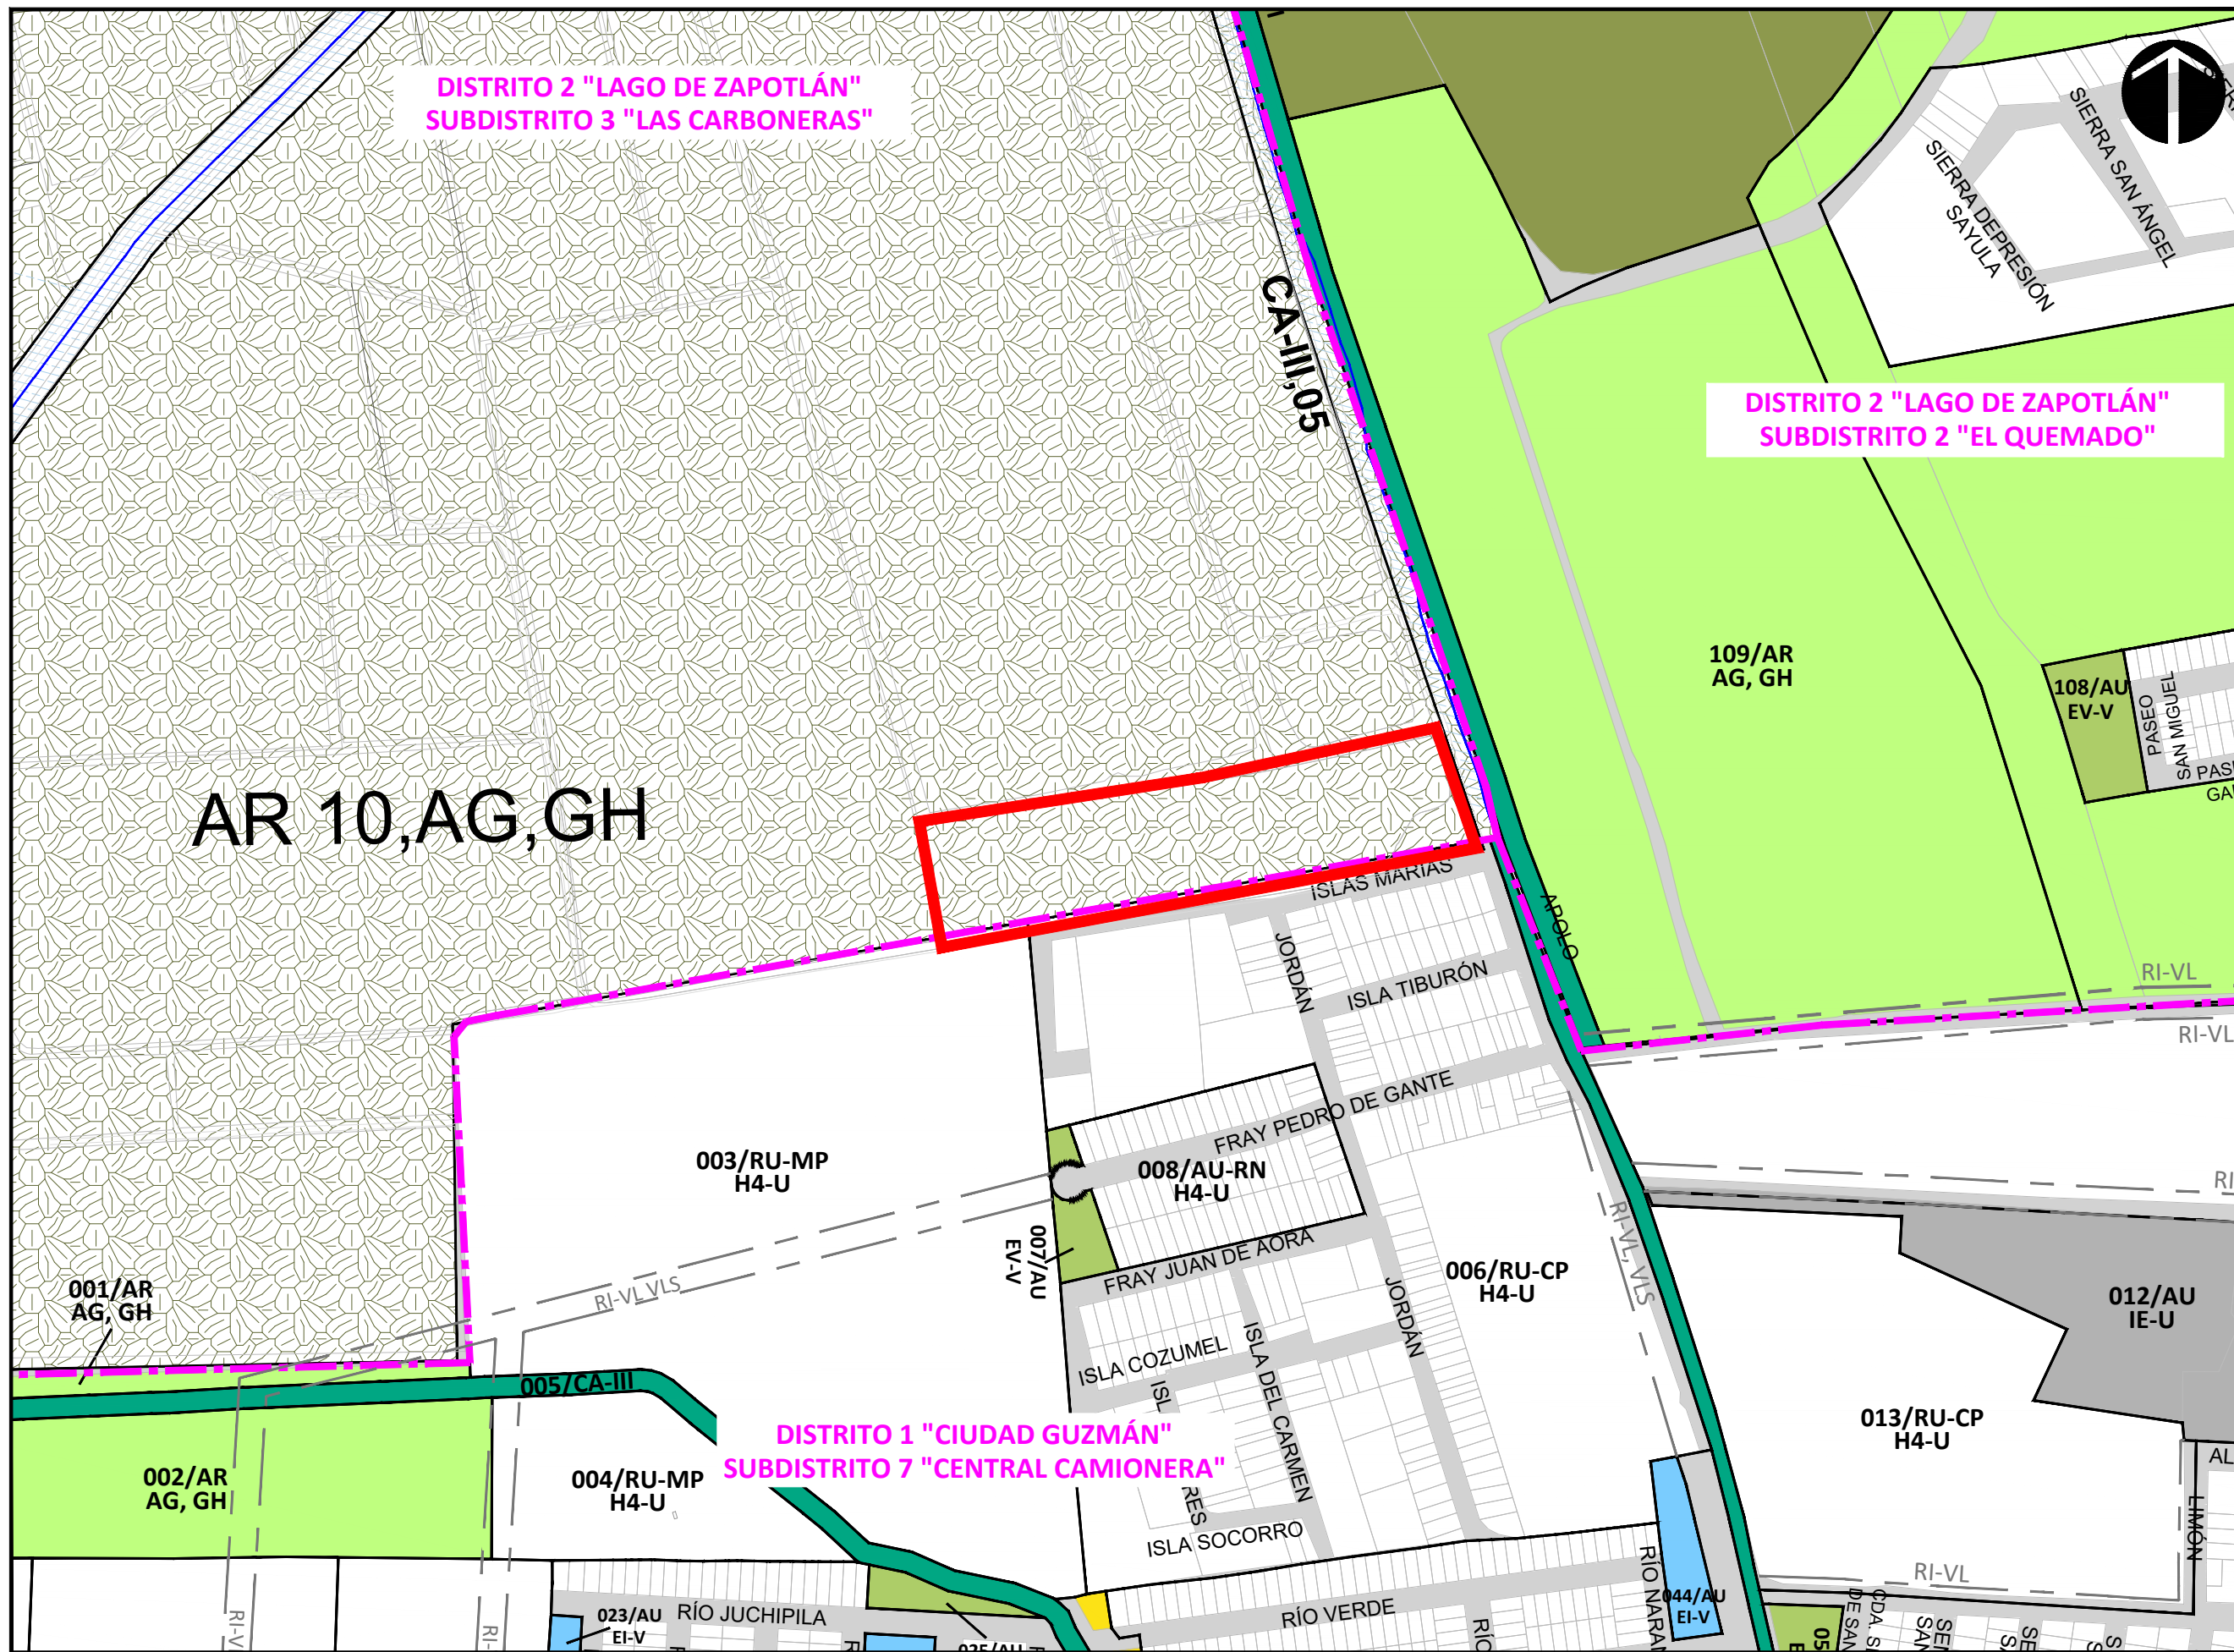 DISTRITO 2 "LAGO DE ZAPOTLÁN"
SUBDISTRITO 3 "LAS CARBONERAS"
SIERRA SAN ÁNGEL
SIERRA DEPRESIÓN
SAYULA
CA-III,05
DISTRITO 2 "LAGO DE ZAPOTLÁN"
SUBDISTRITO 2 "EL QUEMADO"
109/AR
AG, GH
108/AU
EV-V
PASEO
SAN MIGUEL
AR 10,AG,GH
ISLAS MARÍAS
APOLO
JORDÁN
ISLA TIBURÓN
RI-VL
RI-VL
FRAY PEDRO DE GANTE
003/RU-MP
H4-U
008/AU-RN
H4-U
007/AU
EV-V
FRAY JUAN DE AORA
006/RU-CP
H4-U
RI-VL, VLS
001/AR
AG, GH
RI-VL VLS
JORDÁN
012/AU
IE-U
ISLA COZUMEL
ISLA DEL CARMEN
005/CA-III
DISTRITO 1 "CIUDAD GUZMÁN"
SUBDISTRITO 7 "CENTRAL CAMIONERA"
013/RU-CP
H4-U
002/AR
AG, GH
004/RU-MP
H4-U
ISLA SOCORRO
LIMÓN
RI-VL
044/AU
EI-V
023/AU
EI-V
RÍO JUCHIPILA
RÍO VERDE